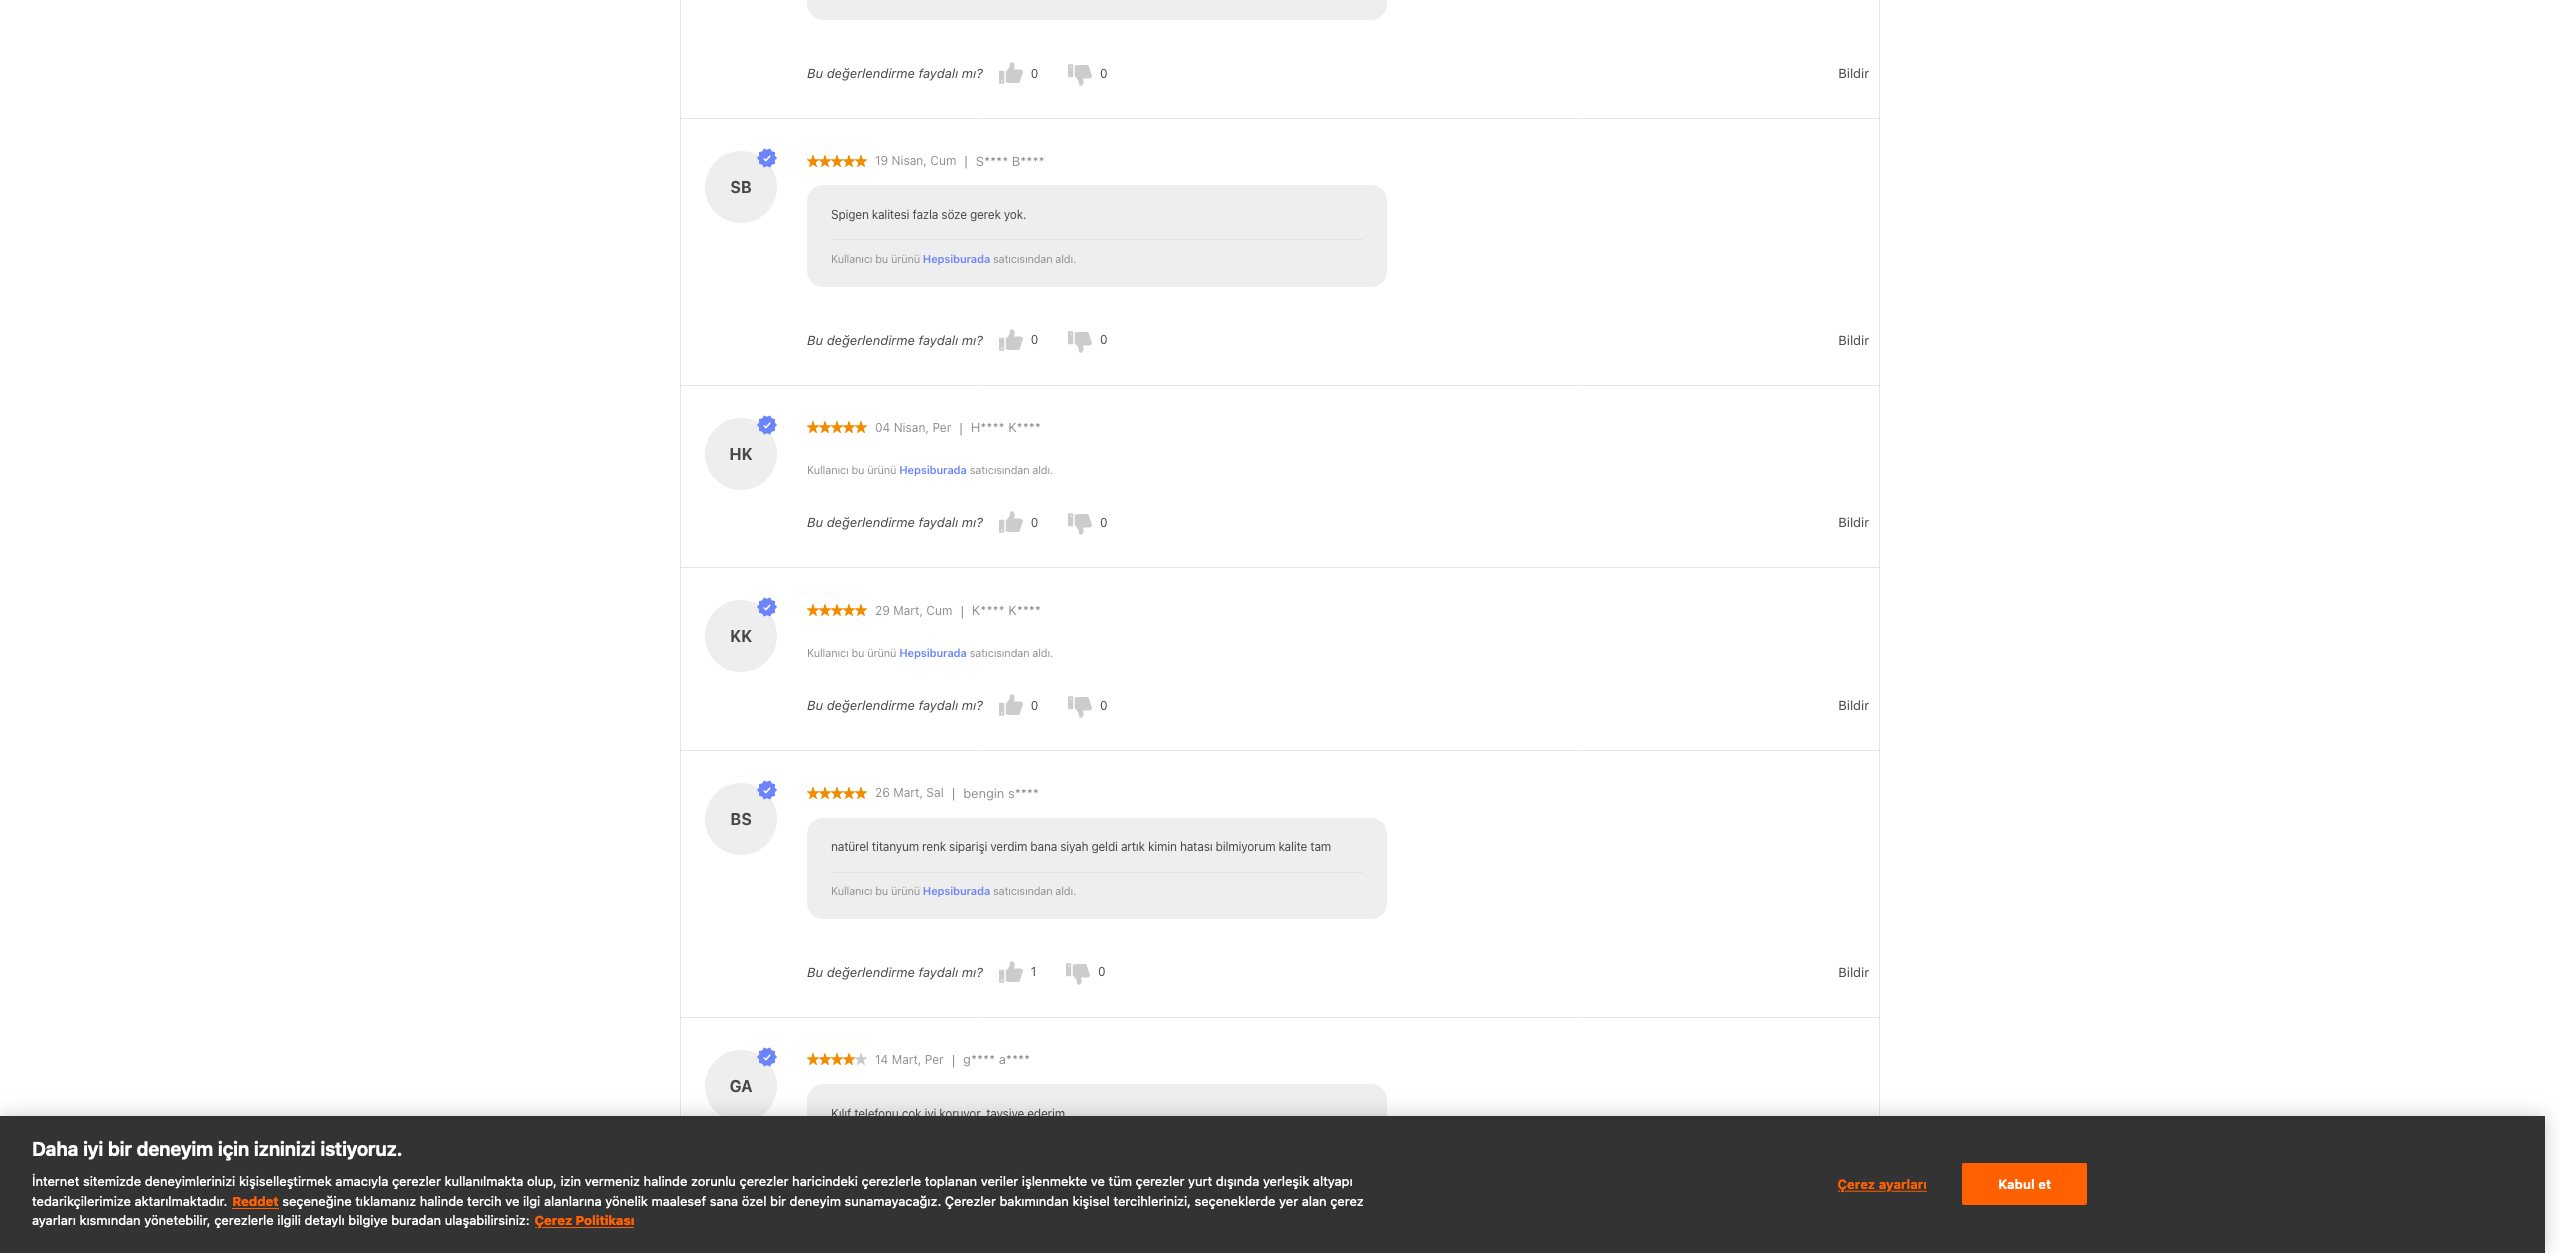 Bu değerlendirme faydalı mı? 0 0 Bildir
SB
19 Nisan, Cum | S**** B****
Spigen kalitesi fazla söze gerek yok.
Kullanıcı bu ürünü Hepsiburada satıcısından aldı.
Bu değerlendirme faydalı mı? 0 0 Bildir
HK
04 Nisan, Per | H**** K****
Kullanıcı bu ürünü Hepsiburada satıcısından aldı.
Bu değerlendirme faydalı mı? 0 0 Bildir
KK
29 Mart, Cum | K**** K****
Kullanıcı bu ürünü Hepsiburada satıcısından aldı.
Bu değerlendirme faydalı mı? 0 0 Bildir
BS
26 Mart, Sal | bengin s****
natürel titanyum renk siparişi verdim bana siyah geldi artık kimin hatası bilmiyorum kalite tam
Kullanıcı bu ürünü Hepsiburada satıcısından aldı.
Bu değerlendirme faydalı mı? 1 0 Bildir
GA
14 Mart, Per | g**** a****
Kılıf telefonu çok iyi koruyor, tavsiye ederim
Daha iyi bir deneyim için izninizi istiyoruz.
İnternet sitemizde deneyimlerinizi kişiselleştirmek amacıyla çerezler kullanılmakta olup, izin vermeniz halinde zorunlu çerezler haricindeki çerezlerle toplanan veriler işlenmekte ve tüm çerezler yurt dışında yerleşik altyapı
tedarikçilerimize aktarılmaktadır. Reddet seçeneğine tıklamanız halinde tercih ve ilgi alanlarına yönelik maalesef sana özel bir deneyim sunamayacağız. Çerezler bakımından kişisel tercihlerinizi, seçeneklerde yer alan çerez
ayarları kısmından yönetebilir, çerezlerle ilgili detaylı bilgiye buradan ulaşabilirsiniz: Çerez Politikası
Çerez ayarları
Kabul et